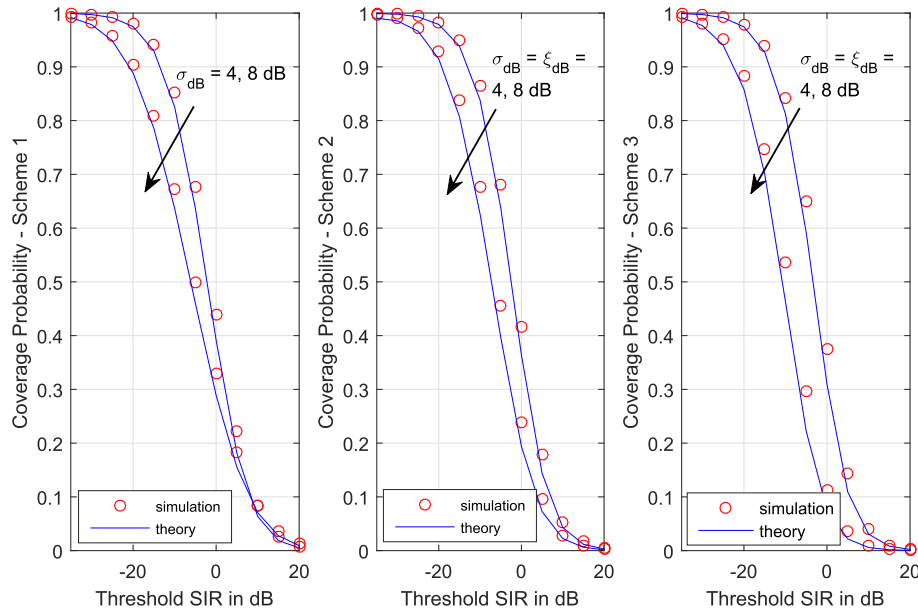 Coverage Probability - Scheme 1
1
0.9
0.8
0.7
0.6
0.5
0.4
0.3
0.2
0.1
0
σdB = 4, 8 dB
simulation
theory
-20
0
20
Threshold SIR in dB
Coverage Probability - Scheme 2
1
0.9
0.8
0.7
0.6
0.5
0.4
0.3
0.2
0.1
0
σdB = ξdB =
4, 8 dB
simulation
theory
-20
0
20
Threshold SIR in dB
Coverage Probability - Scheme 3
1
0.9
0.8
0.7
0.6
0.5
0.4
0.3
0.2
0.1
0
σdB = ξdB =
4, 8 dB
simulation
theory
-20
0
20
Threshold SIR in dB